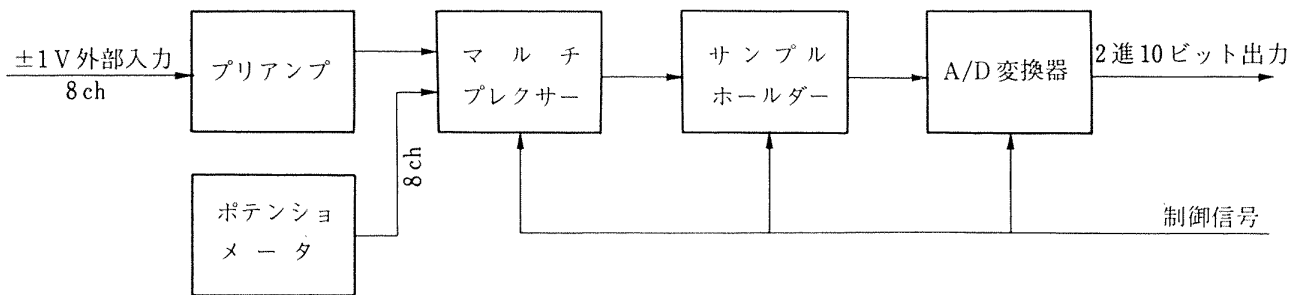 ±1V外部入力
8ch
プリアンプ
マルチ
プレクサー
サンプル
ホールダー
A/D変換器
2進10ビット出力
8ch
ポテンショ
メータ
制御信号